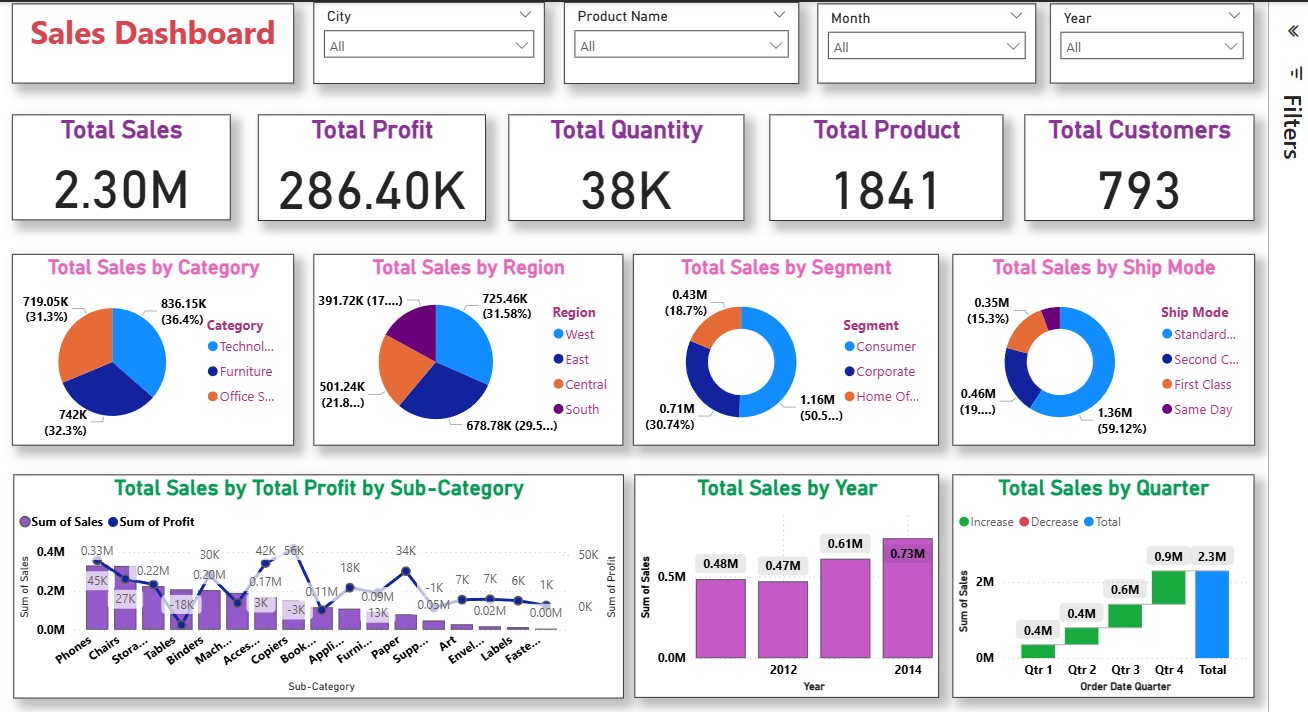 Sales Dashboard
City
All
Product Name
All
Month
All
Year
All
Filters
Total Sales
2.30M
Total Profit
286.40K
Total Quantity
38K
Total Product
1841
Total Customers
793
Total Sales by Category
719.05K
(31.3%)
836.15K
(36.4%)
742K
(32.3%)
Category
Technol...
Furniture
Office S...
Total Sales by Region
391.72K (17....)
725.46K
(31.58%)
501.24K
(21.8...)
678.78K (29.5...)
Region
West
East
Central
South
Total Sales by Segment
0.43M
(18.7%)
0.71M
(30.74%)
1.16M
(50.5...)
Segment
Consumer
Corporate
Home Of...
Total Sales by Ship Mode
0.35M
(15.3%)
0.46M
(19....)
1.36M
(59.12%)
Ship Mode
Standard...
Second C...
First Class
Same Day
Total Sales by Total Profit by Sub-Category
Sum of Sales Sum of Profit
Sum of Sales
0.4M
0.2M
0.0M
0.33M
45K
27K
0.22M
-18K
30K
0.20M
3K
42K
0.17M
56K
-3K
0.11M
18K
0.09M
13K
34K
-1K
0.05M
7K
7K
0.02M
6K
1K
0.00M
50K
0K
Sum of Profit
Phones
Chairs
Stora...
Tables
Binders
Mach...
Acces...
Copiers
Book...
Appli...
Furni...
Paper
Supp...
Art
Envel...
Labels
Faste...
Sub-Category
Total Sales by Year
Sum of Sales
0.5M
0.0M
0.48M
0.47M
0.61M
0.73M
2012
2014
Year
Total Sales by Quarter
Increase Decrease Total
Sum of Sales
2M
0M
0.4M
0.4M
0.6M
0.9M
2.3M
Qtr 1
Qtr 2
Qtr 3
Qtr 4
Total
Order Date Quarter